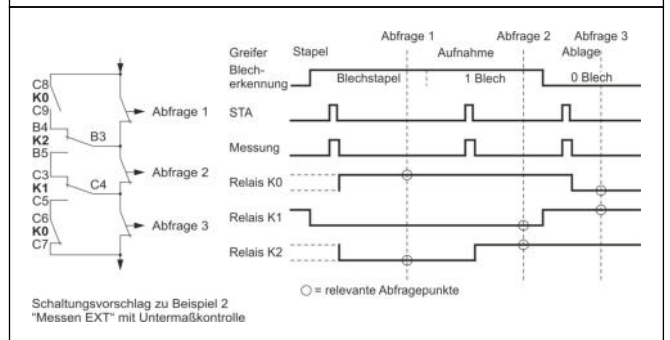 C8
K0
C9
B4
K2
B3
B5
C3
K1
C4
C5
C6
K0
C7
Abfrage 1
Abfrage 2
Abfrage 3
Abfrage 1 Abfrage 2 Abfrage 3
Greifer Stapel Aufnahme Ablage
Blech-
erkennung Blechstapel 1 Blech 0 Blech
STA
Messung
Relais K0
Relais K1
Relais K2
= relevante Abfragepunkte
Schaltungsvorschlag zu Beispiel 2
"Messen EXT" mit Untermaßkontrolle